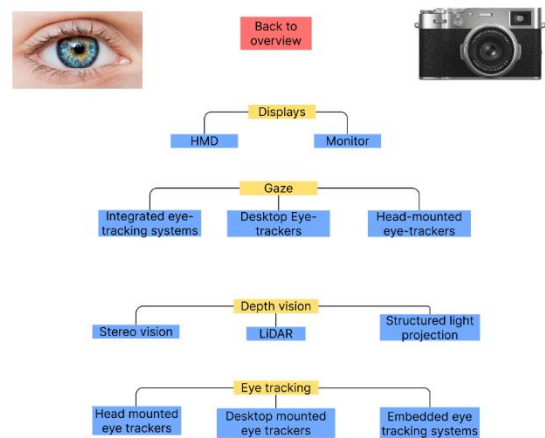 Back to
overview
Displays
HMD
Monitor
Gaze
Integrated eye-
tracking systems
Desktop Eye-
trackers
Head-mounted
eye-trackers
Depth vision
Stereo vision
LiDAR
Structured light
projection
Eye tracking
Head mounted
eye trackers
Desktop mounted
eye trackers
Embedded eye
tracking systems